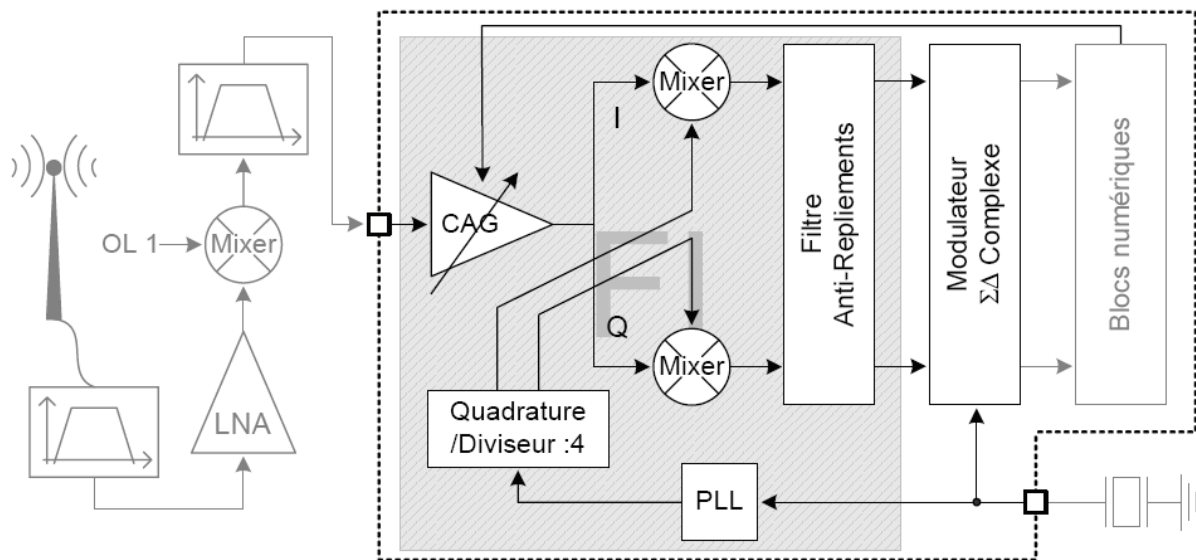 Mixer
I
CAG
OL 1
Mixer
FI
Q
Mixer
LNA
Quadrature
/Diviseur :4
PLL
Filtre
Anti-Repliements
Modulateur
ΣΔ Complexe
Blocs numériques